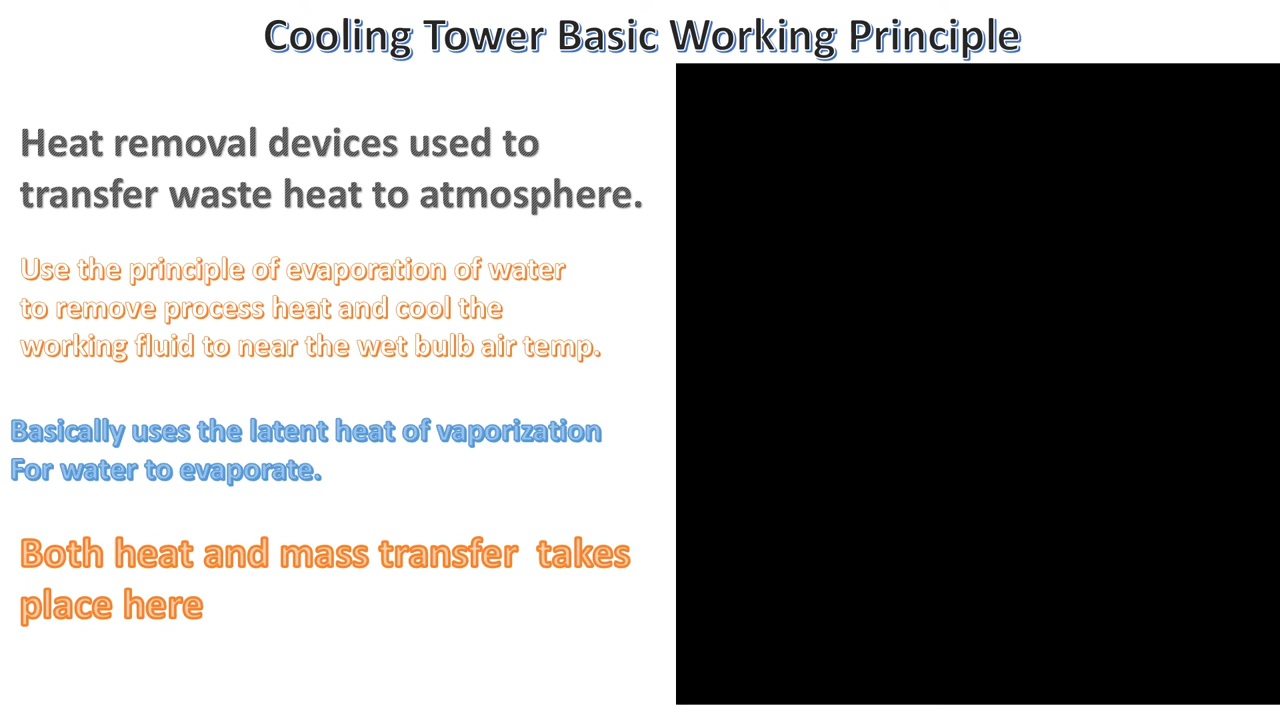 Cooling Tower Basic Working Principle
Heat removal devices used to
transfer waste heat to atmosphere.
Use the principle of evaporation of water
to remove process heat and cool the
working fluid to near the wet bulb air temp.
Basically uses the latent heat of vaporization
For water to evaporate.
Both heat and mass transfer  takes
place here